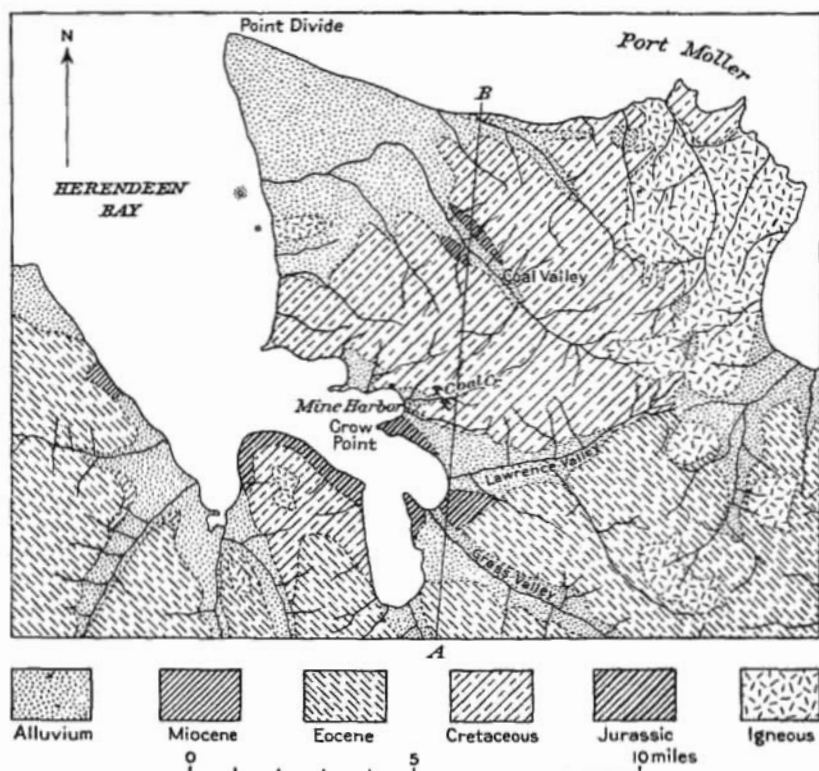 Point Divide
Port Moller
N
B
HERENDEEN
BAY
Coal Valley
Coal Cr
Mine Harbor
Crow
Point
Lawrence Valley
Grass Valley
A
Alluvium Miocene Eocene Cretaceous Jurassic Igneous
0 5 10 miles